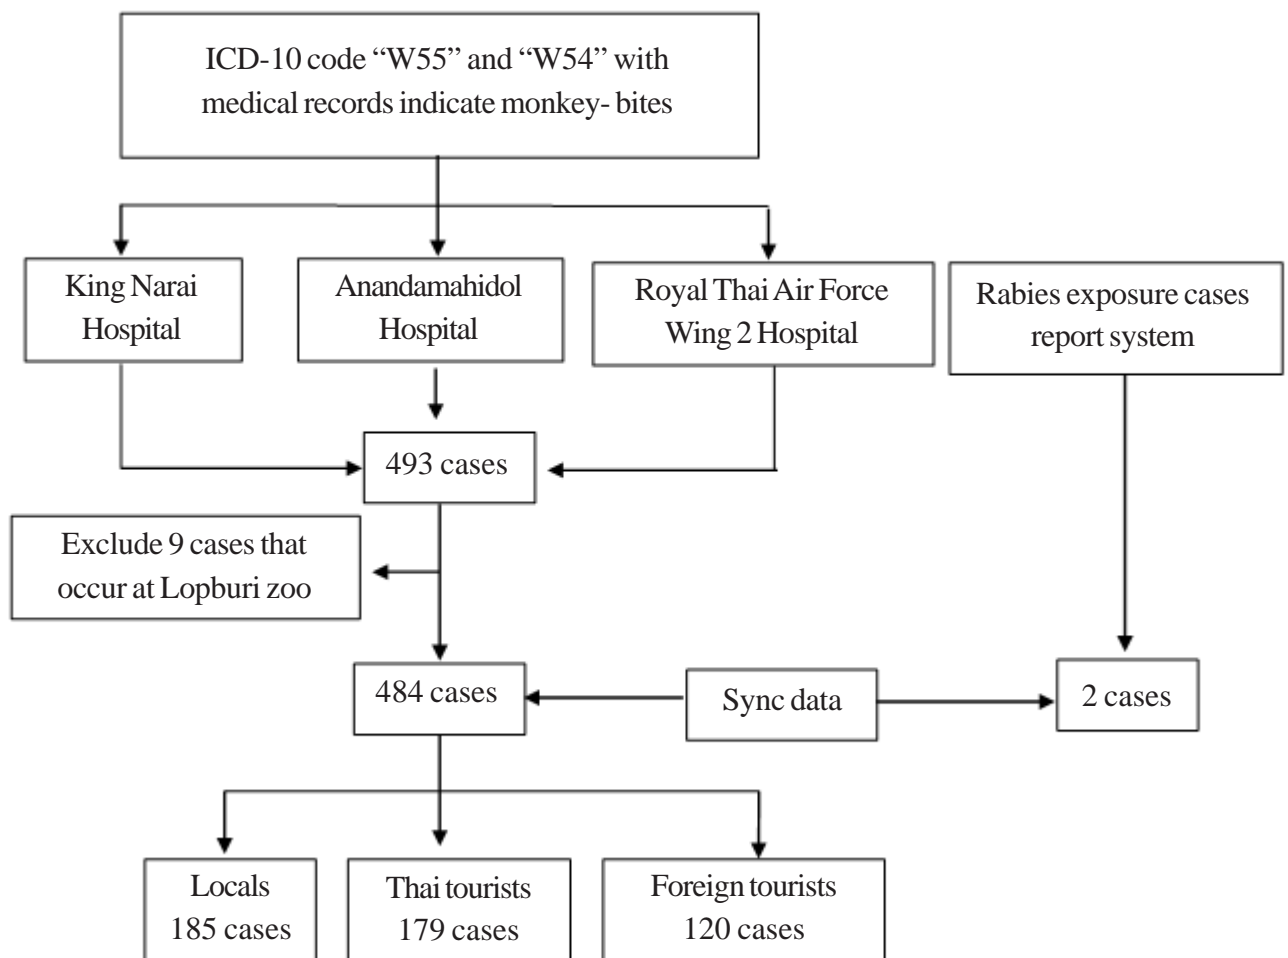 ICD-10 code “W55” and “W54” with
medical records indicate monkey- bites
King Narai
Hospital
Anandamahidol
Hospital
Royal Thai Air Force
Wing 2 Hospital
Rabies exposure cases
report system
493 cases
Exclude 9 cases that
occur at Lopburi zoo
484 cases
Sync data
2 cases
Locals
185 cases
Thai tourists
179 cases
Foreign tourists
120 cases